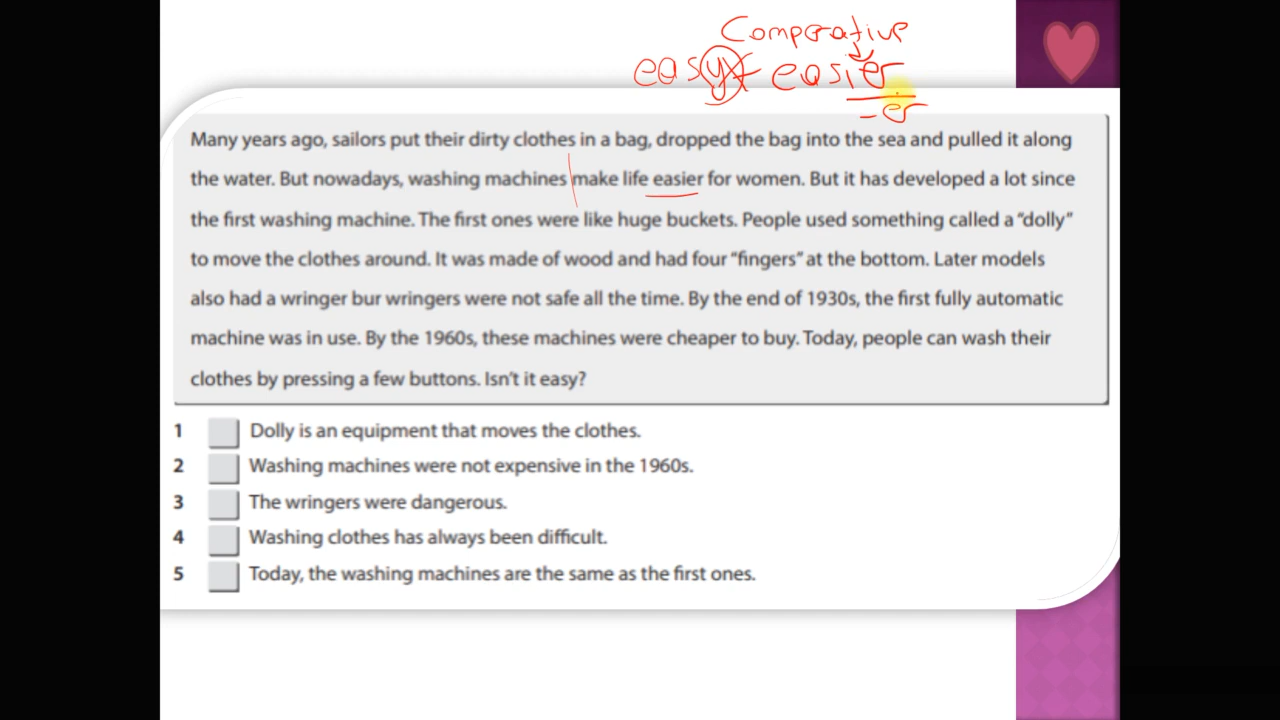 Comperative
easy easier
-er
Many years ago, sailors put their dirty clothes in a bag, dropped the bag into the sea and pulled it along
the water. But nowadays, washing machines make life easier for women. But it has developed a lot since
the first washing machine. The first ones were like huge buckets. People used something called a "dolly"
to move the clothes around. It was made of wood and had four "fingers" at the bottom. Later models
also had a wringer bur wringers were not safe all the time. By the end of 1930s, the first fully automatic
machine was in use. By the 1960s, these machines were cheaper to buy. Today, people can wash their
clothes by pressing a few buttons. Isn't it easy?
1 Dolly is an equipment that moves the clothes.
2 Washing machines were not expensive in the 1960s.
3 The wringers were dangerous.
4 Washing clothes has always been difficult.
5 Today, the washing machines are the same as the first ones.